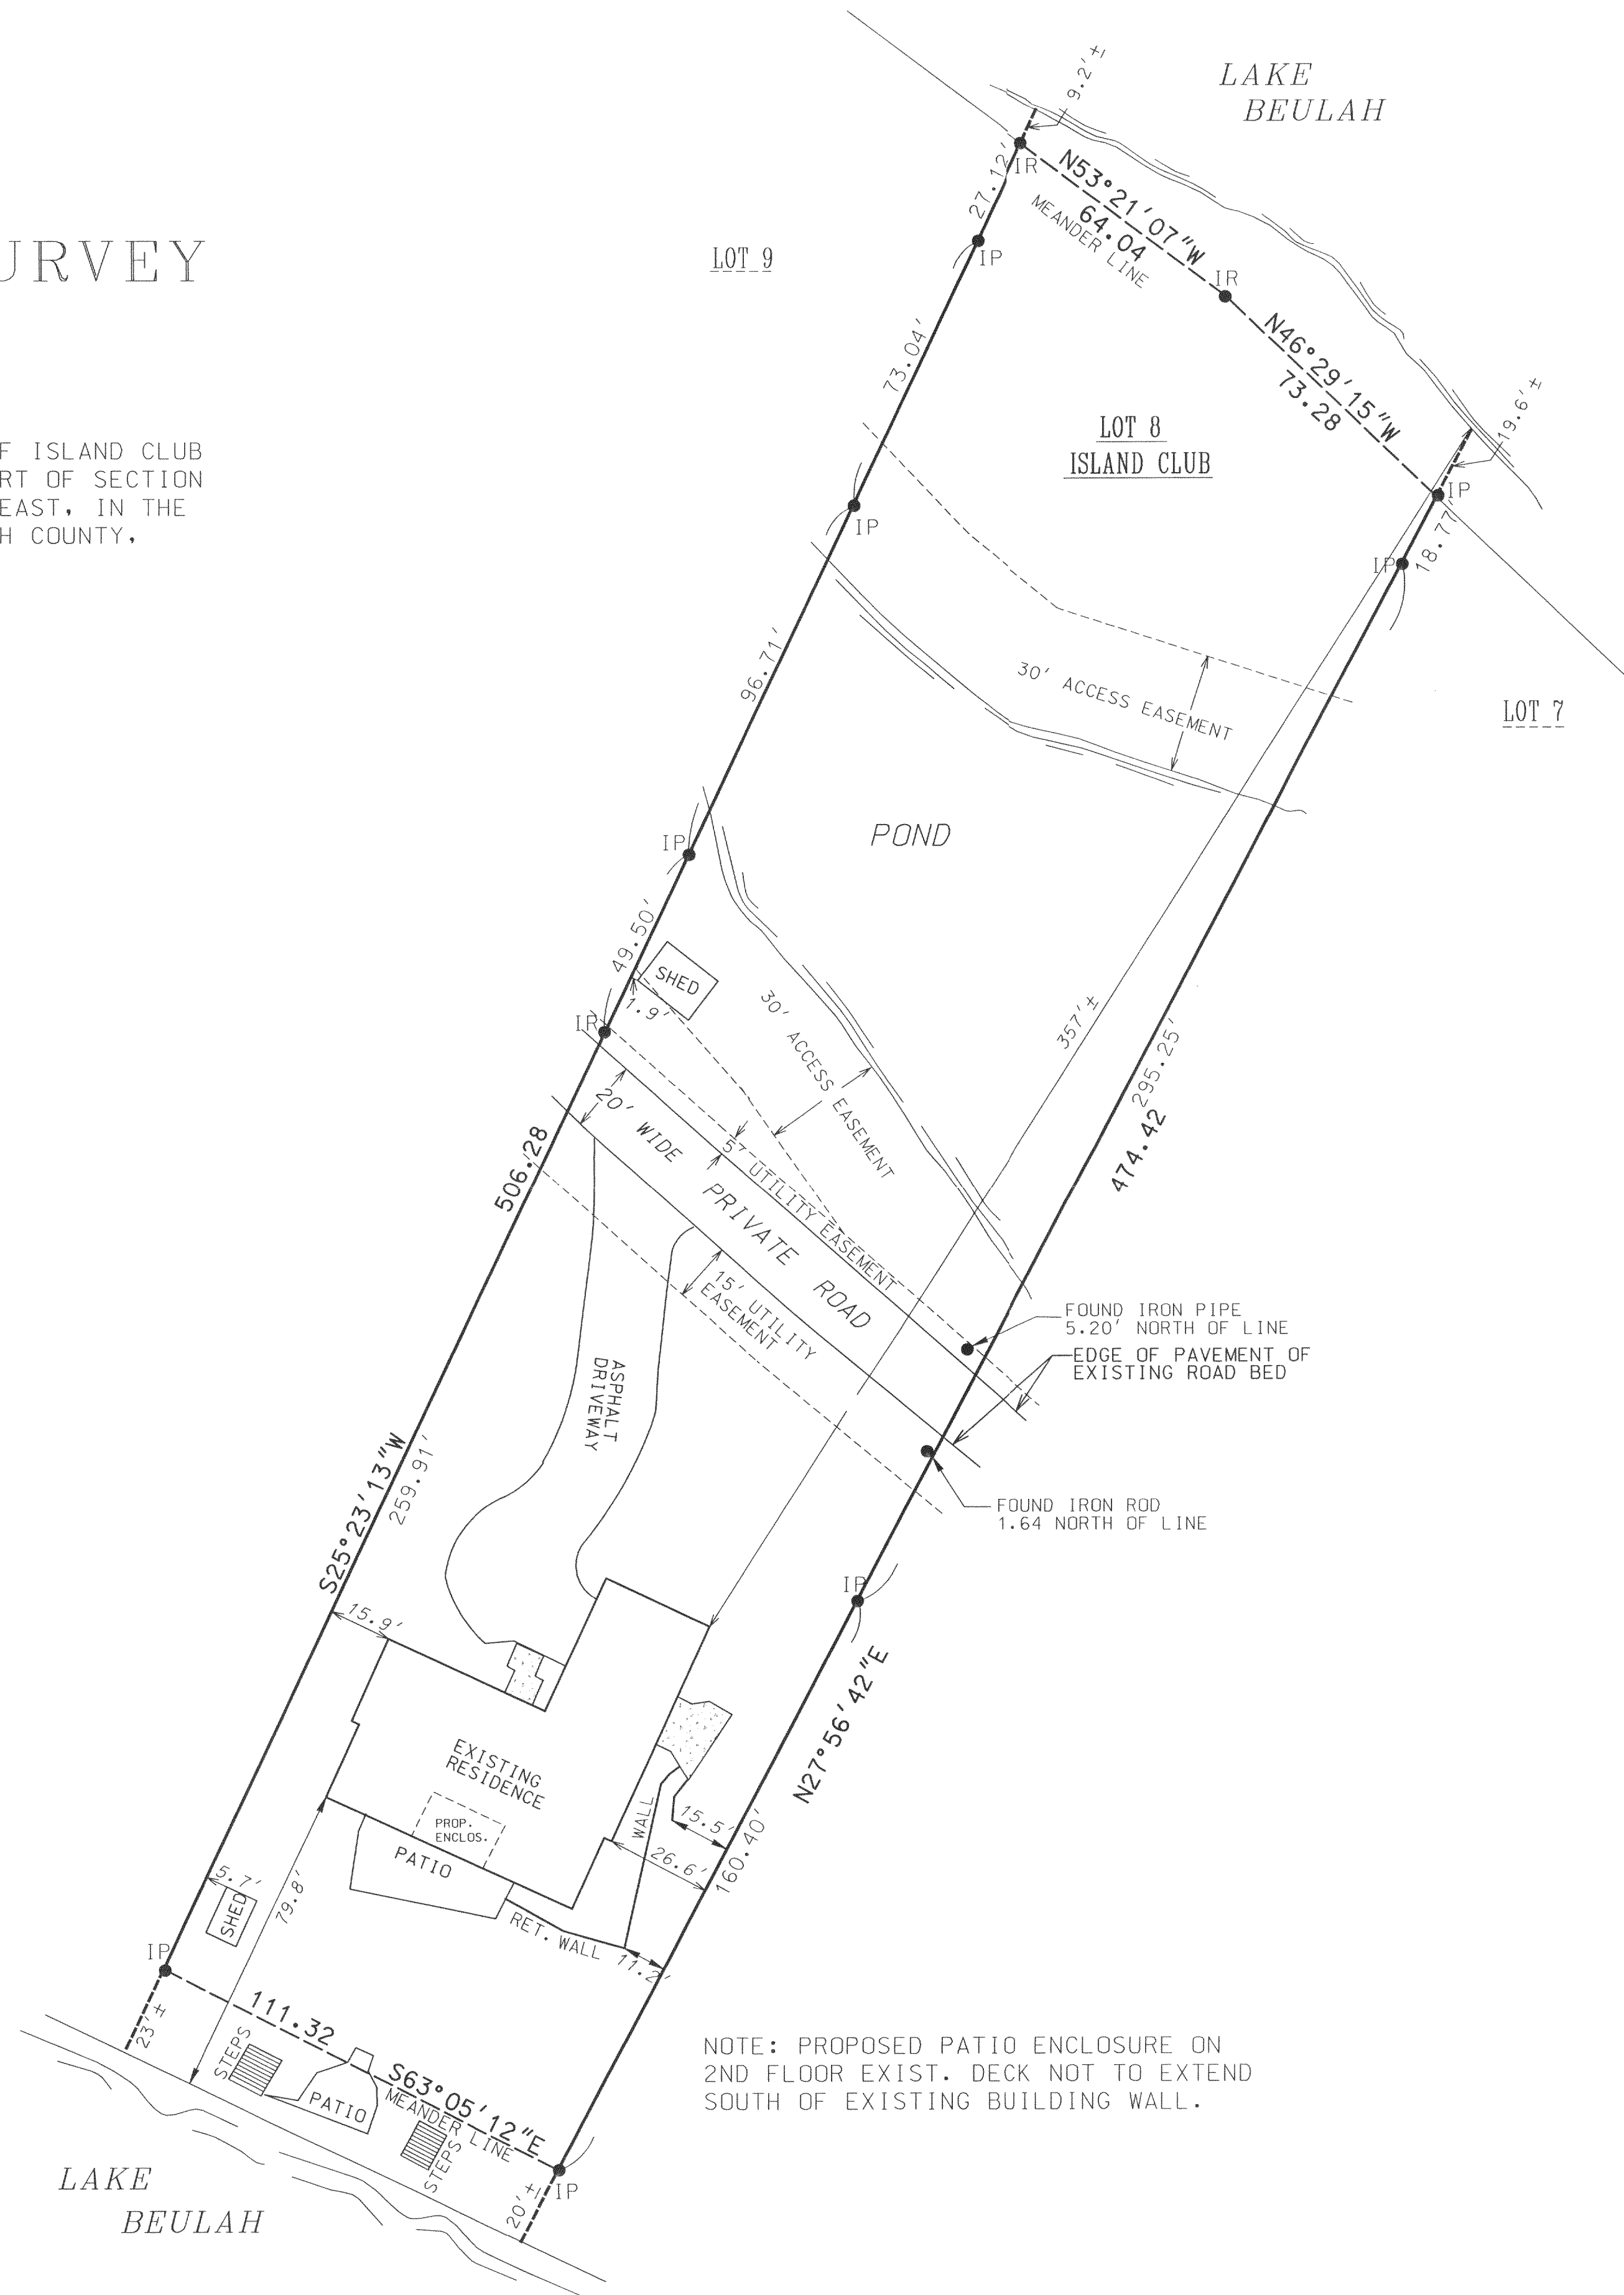 LAKE
BEULAH
9.2'±
URVEY
N53°21'07"W
64.04
MEANDER LINE
IR
27.12'
IP
LOT 9
IR
N46°29'15"W
73.28
73.04'
19.6'±
F ISLAND CLUB
RT OF SECTION
EAST, IN THE
H COUNTY,
LOT 8
ISLAND CLUB
IP
IP
18.77'
IP
96.71'
30' ACCESS EASEMENT
LOT 7
POND
IP
49.50'
SHED
1.9'
IR
30' ACCESS EASEMENT
357'±
295.25'
474.42
20' WIDE PRIVATE ROAD
5' UTILITY EASEMENT
506.28
15' UTILITY
EASEMENT
FOUND IRON PIPE
5.20' NORTH OF LINE
EDGE OF PAVEMENT OF
EXISTING ROAD BED
ASPHALT
DRIVEWAY
S25°23'13"W
259.91'
FOUND IRON ROD
1.64 NORTH OF LINE
IP
15.9'
N27°56'42"E
EXISTING
RESIDENCE
PROP.
ENCLOS.
WALL
15.5'
26.6'
160.40'
PATIO
5.7'
SHED
79.8'
RET. WALL
11.2'
IP
23'±
111.32
S63°05'12"E
MEANDER LINE
STEPS
PATIO
STEPS
IP
20'±
NOTE: PROPOSED PATIO ENCLOSURE ON
2ND FLOOR EXIST. DECK NOT TO EXTEND
SOUTH OF EXISTING BUILDING WALL.
LAKE
BEULAH